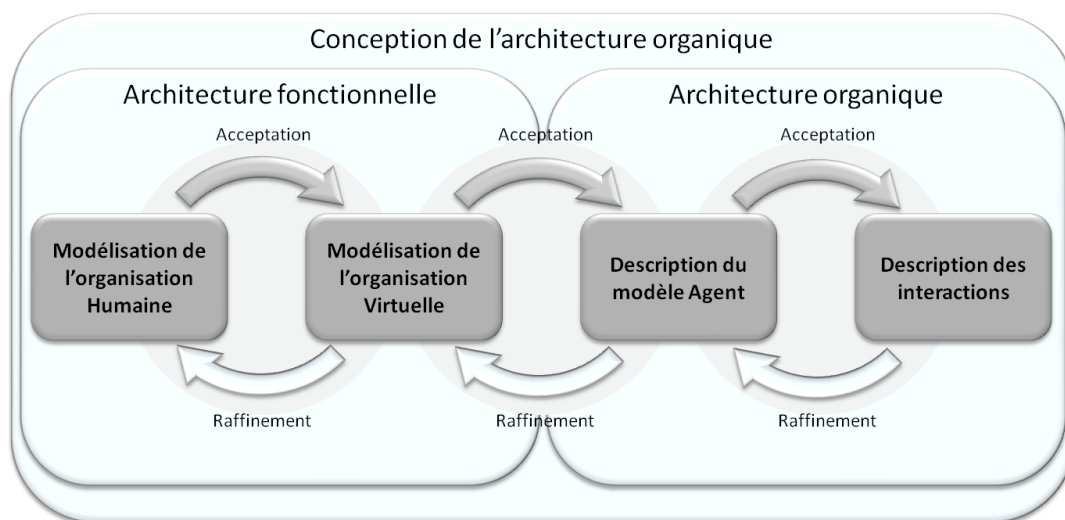 Conception de l’architecture organique
Architecture fonctionnelle
Architecture organique
Acceptation
Acceptation
Acceptation
Modélisation de
l’organisation
Humaine
Modélisation de
l’organisation
Virtuelle
Description du
modèle Agent
Description des
interactions
Raffinement
Raffinement
Raffinement